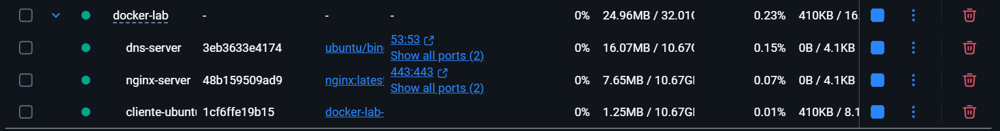 docker-lab - - - 0% 24.96MB / 32.01G 0.23% 410KB / 16.
dns-server 3eb3633e4174 ubuntu/bin 53:53 0% 16.07MB / 10.67G 0.15% 0B / 4.1KB
Show all ports (2)
nginx-server 48b159509ad9 nginx:latest 443:443 0% 7.65MB / 10.67GI 0.07% 0B / 4.1KB
Show all ports (2)
cliente-ubunt 1cf6ffe19b15 docker-lab- 0% 1.25MB / 10.67GI 0.01% 410KB / 8.1